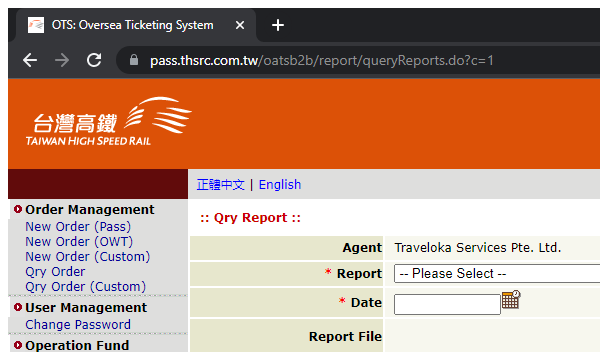 OTS: Oversea Ticketing System
pass.thsrc.com.tw/oatsb2b/report/queryReports.do?c=1
台灣高鐵
TAIWAN HIGH SPEED RAIL
正體中文 | English
Order Management
New Order (Pass)
New Order (OWT)
New Order (Custom)
Qry Order
Qry Order (Custom)
User Management
Change Password
Operation Fund
:: Qry Report ::
Agent Traveloka Services Pte. Ltd.
* Report -- Please Select --
* Date
Report File